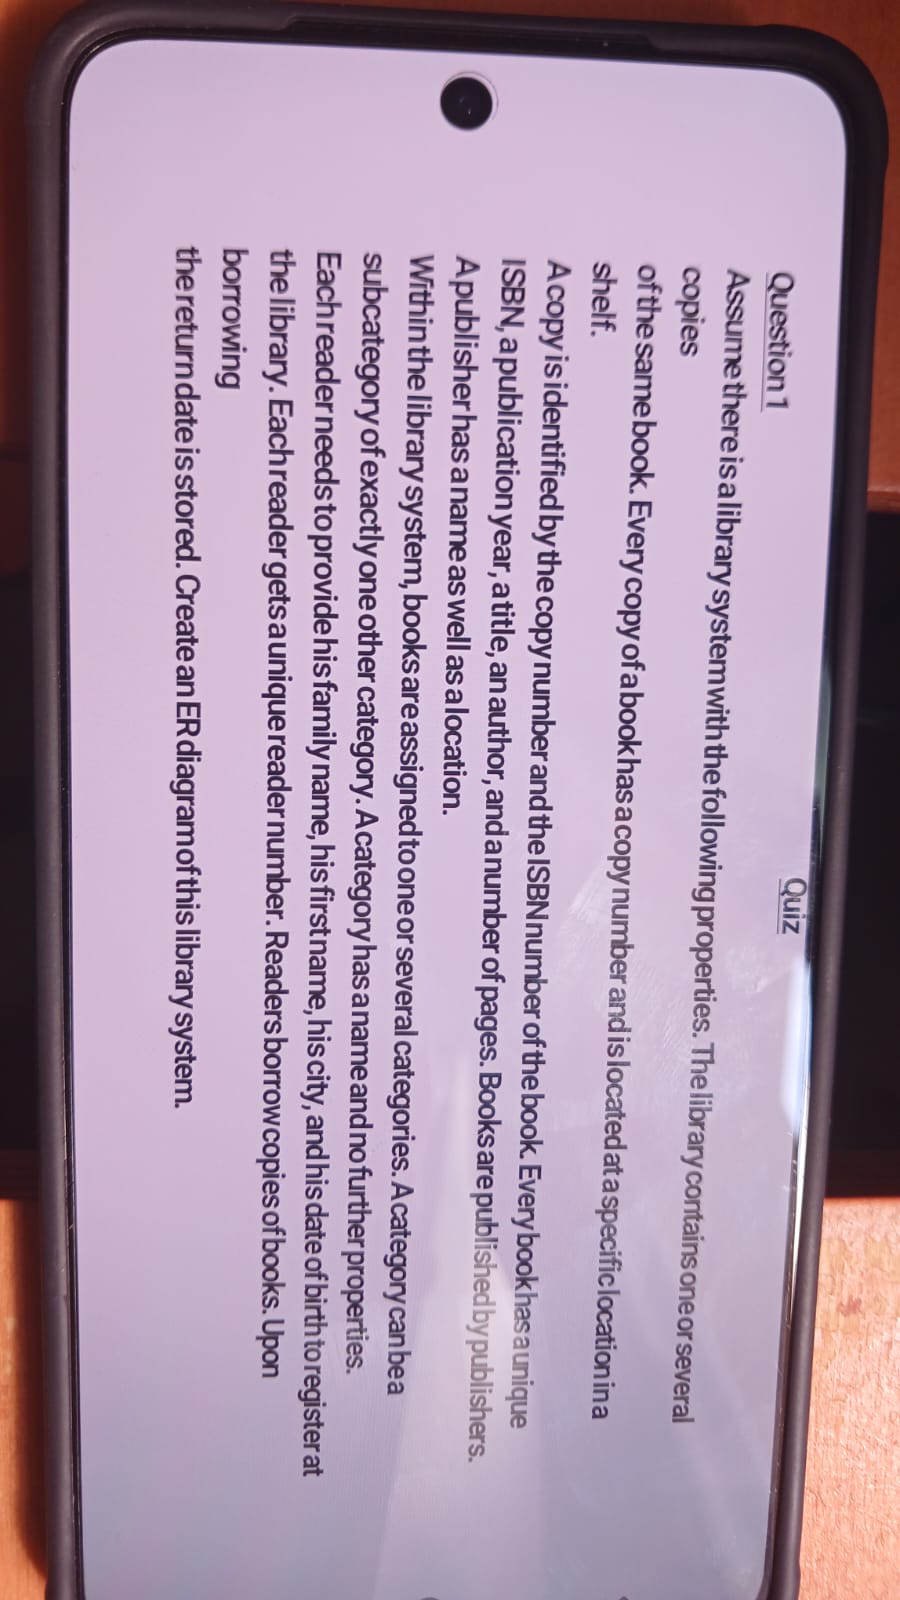 Quiz
Question 1
Assume there is a library system with the following properties. The library contains one or several
copies
of the same book. Every copy of a book has a copy number and is located at a specific location in a
shelf.
A copy is identified by the copy number and the ISBN number of the book. Every book has a unique
ISBN, a publication year, a title, an author, and a number of pages. Books are published by publishers.
A publisher has a name as well as a location.
Within the library system, books are assigned to one or several categories. A category can be a
subcategory of exactly one other category. A category has a name and no further properties.
Each reader needs to provide his family name, his first name, his city, and his date of birth to register at
the library. Each reader gets a unique reader number. Readers borrow copies of books. Upon
borrowing
the return date is stored. Create an ER diagram of this library system.